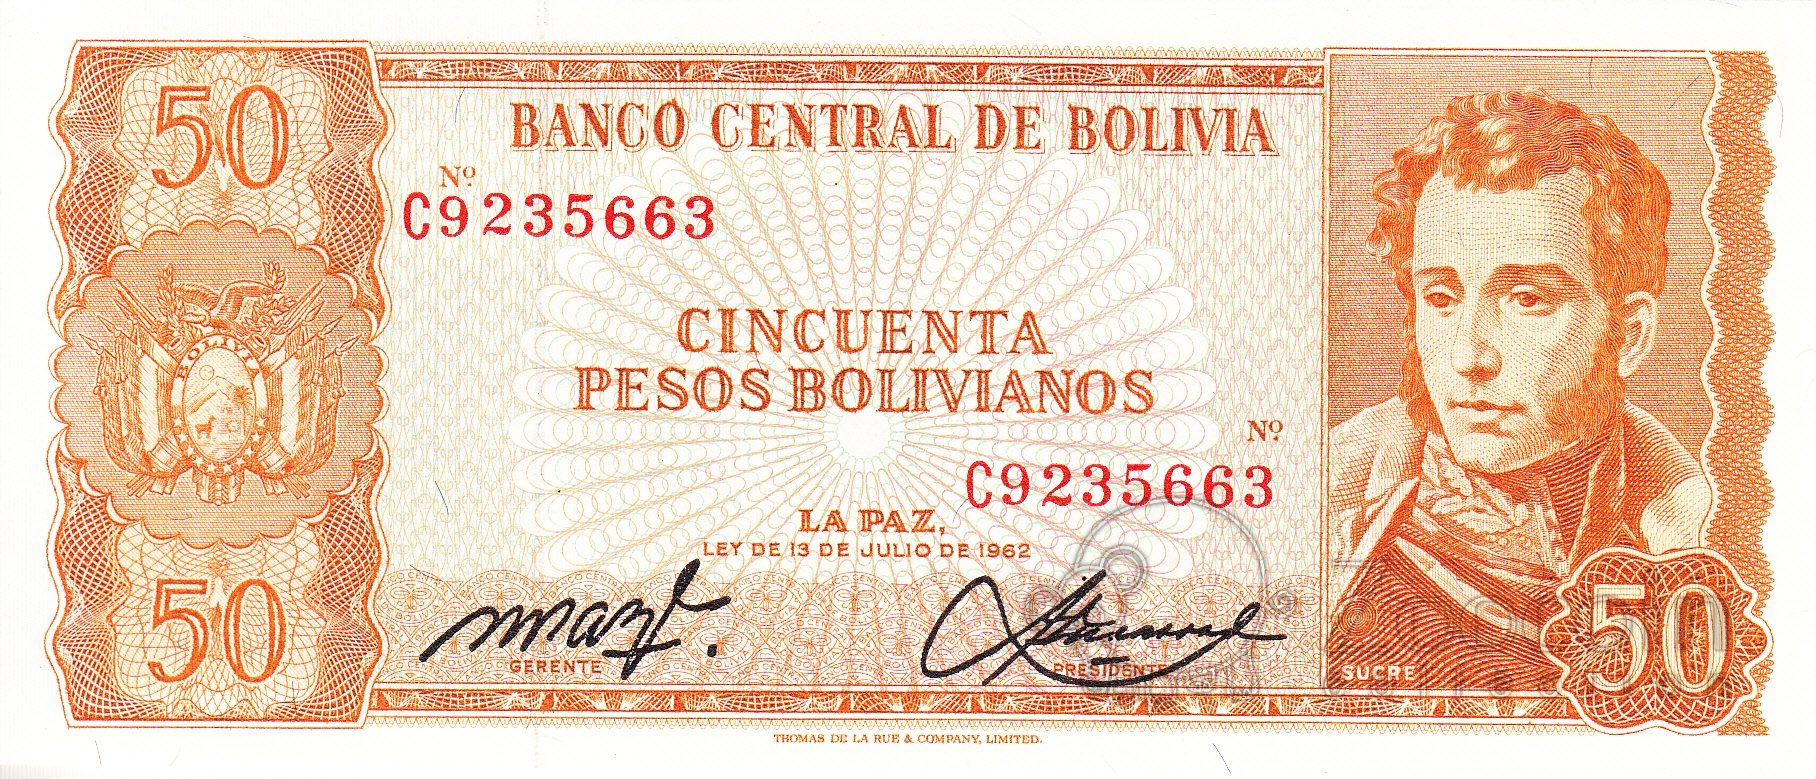 50
BANCO CENTRAL DE BOLIVIA
Nº
C9235663
CINCUENTA
PESOS BOLIVIANOS
BOLIVIA
Nº
C9235663
LA PAZ,
LEY DE 13 DE JULIO DE 1962
50
GERENTE
PRESIDENTE
SUCRE
50
THOMAS DE LA RUE & COMPANY, LIMITED.